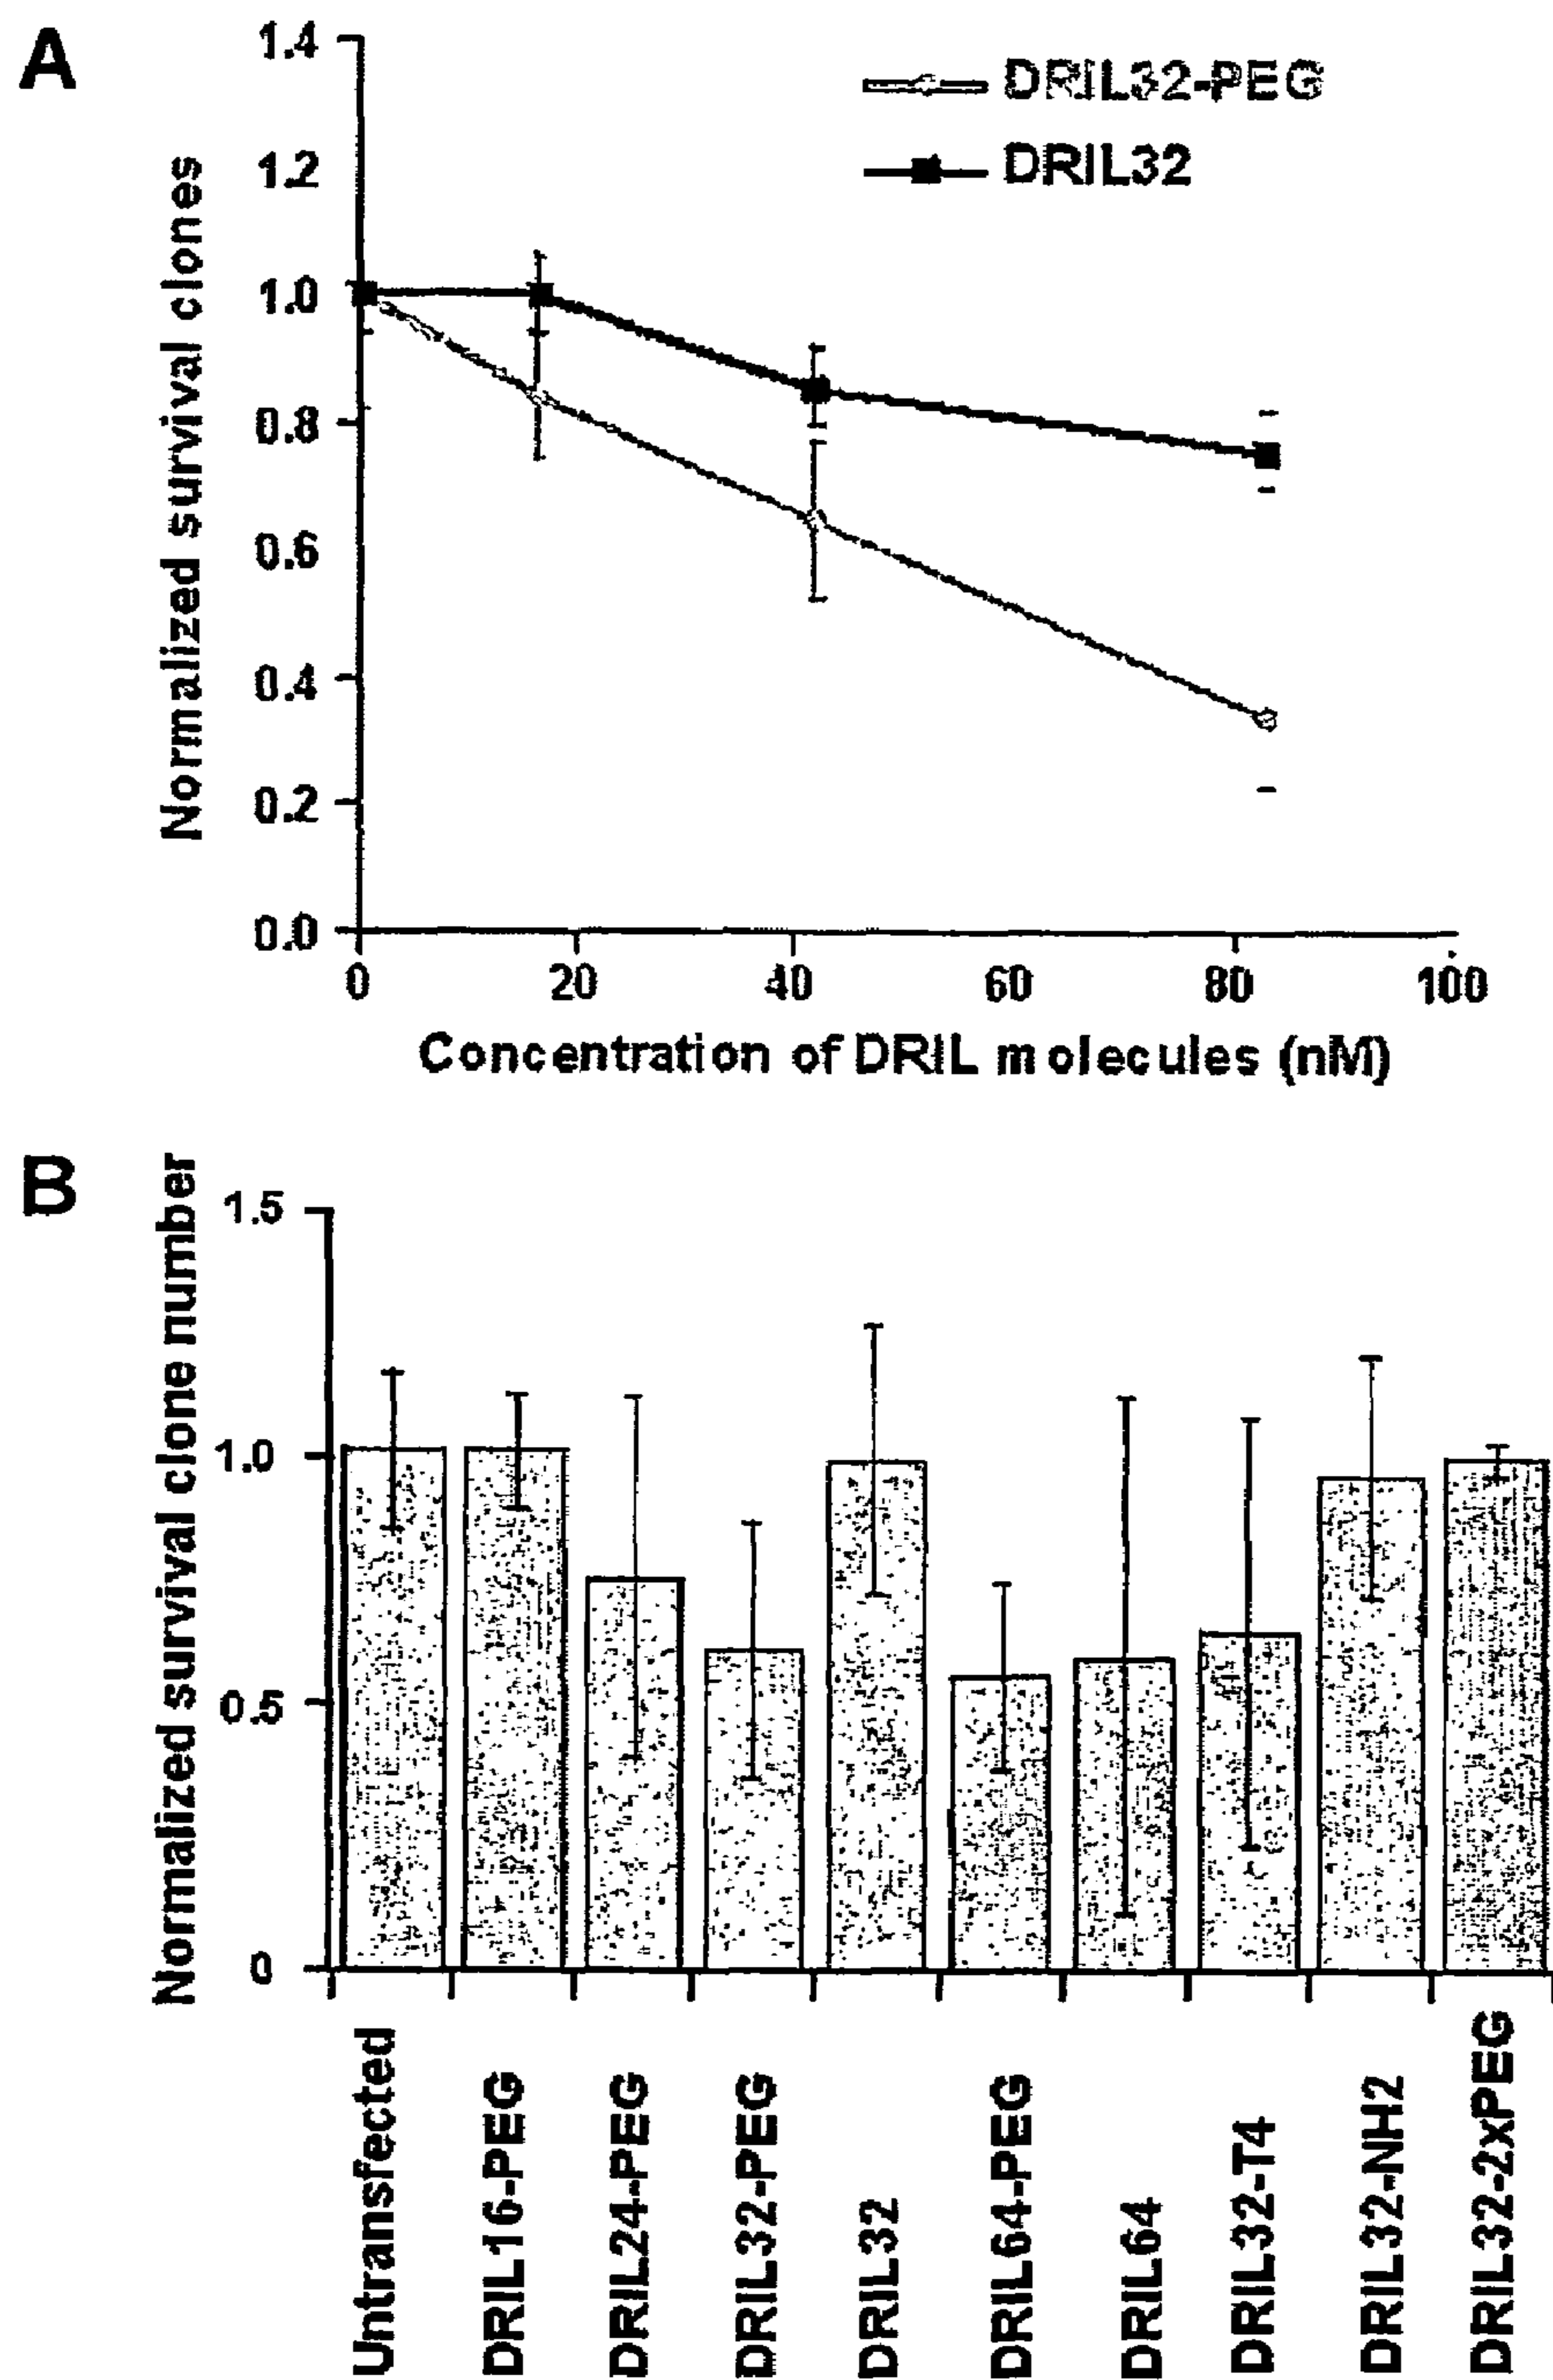 A
1.4
1.2
1.0
0.8
0.6
0.4
0.2
0.0
Normalized survival clones
DRIL32-PEG
DRIL32
0 20 40 60 80 100
Concentration of DRIL molecules (nM)
B
1.5
1.0
0.5
0
Normalized survival clone number
Untransfected
DRIL16-PEG
DRIL24-PEG
DRIL32-PEG
DRIL32
DRIL64-PEG
DRIL64
DRIL32-T4
DRIL32-NH2
DRIL32-2xPEG